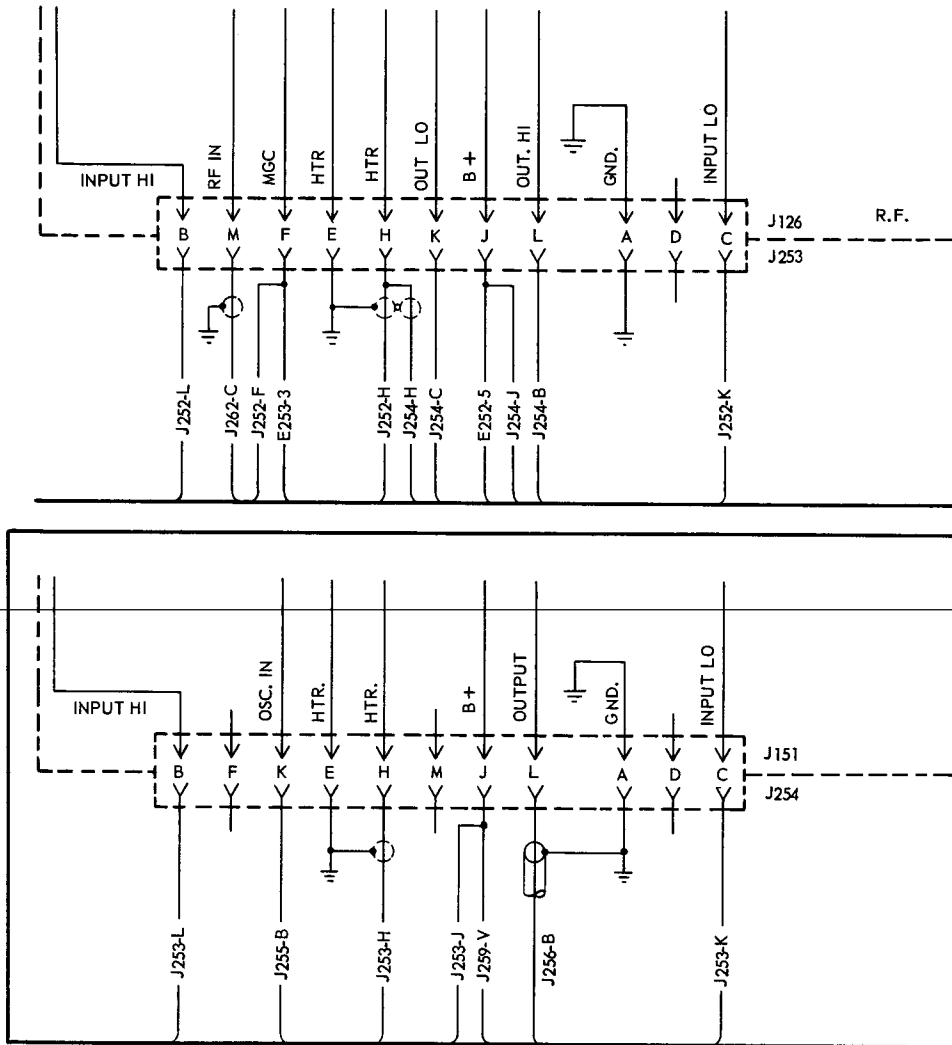 INPUT HI
RF IN
MGC
HTR
HTR
OUT LO
B +
OUT. HI
GND.
INPUT LO
B M F E H K J L A D C
J126
J253
R.F.
J252-L
J262-C
J252-F
E253-3
J252-H
J254-H
J254-C
E252-5
J254-J
J254-B
J252-K
INPUT HI
OSC. IN
HTR.
HTR.
B+
OUTPUT
GND.
INPUT LO
B F K E H M J L A D C
J151
J254
J253-L
J255-B
J253-H
J253-J
J259-V
J256-B
J253-K